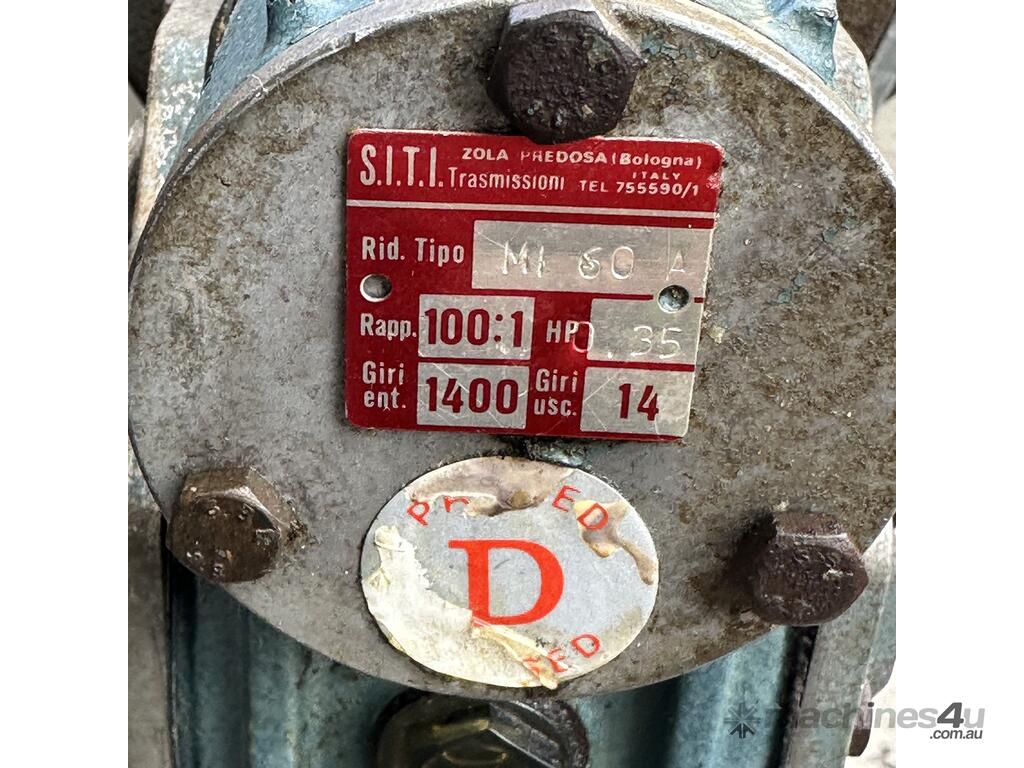 S.I.T.I. ZOLA PREDOSA (Bologna)
ITALY
Trasmissioni TEL 755590/1
Rid. Tipo MI 60 A
Rapp. 100:1 HP 0.35
Giri ent. 1400 Giri usc. 14
D
machines4u
.com.au